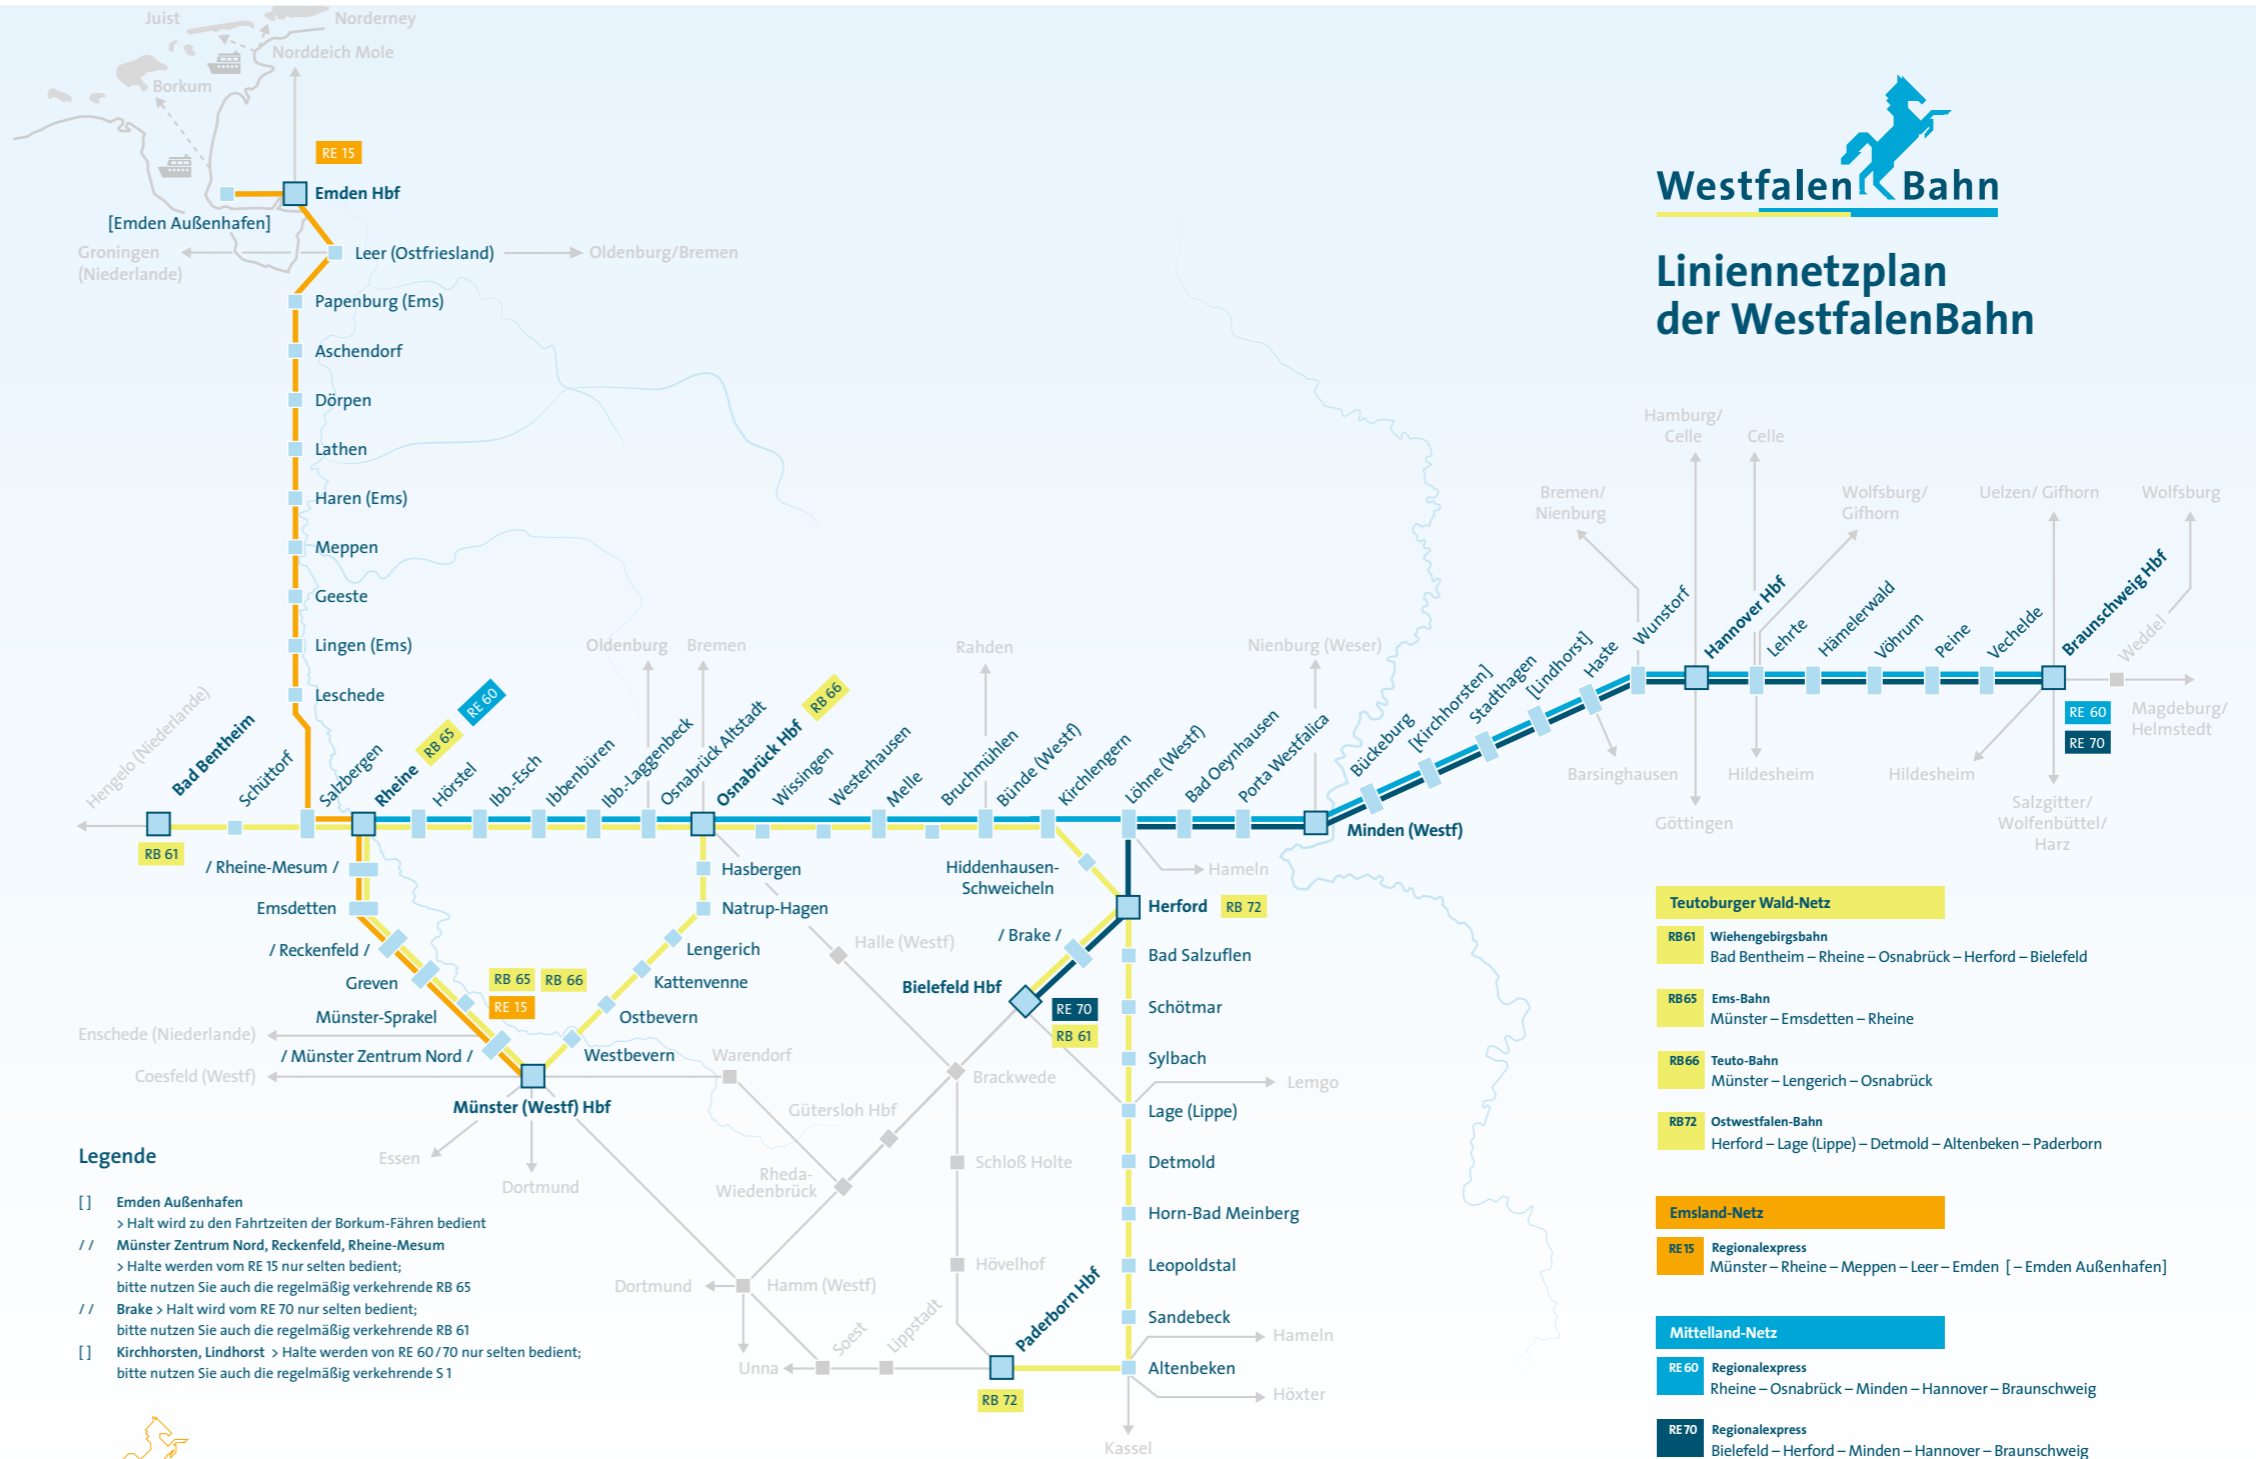 Juist
Norderney
Norddeich Mole
Borkum
RE 15
Emden Hbf
[Emden Außenhafen]
Groningen
(Niederlande)
Leer (Ostfriesland)
Oldenburg/Bremen
Papenburg (Ems)
Aschendorf
Dörpen
Lathen
Haren (Ems)
Meppen
Geeste
Lingen (Ems)
Leschede
WestfalenBahn
Liniennetzplan
der WestfalenBahn
Hamburg/
Celle
Celle
Bremen/
Nienburg
Wolfsburg/
Gifhorn
Uelzen/ Gifhorn
Wolfsburg
Hengelo (Niederlande)
Bad Bentheim
Schüttorf
Salzbergen
Rheine
RB 65
RE 60
Hörstel
Ibb.-Esch
Ibbenbüren
Ibb.-Laggenbeck
Oldenburg
Bremen
Osnabrück Altstadt
Osnabrück Hbf
RB 66
Wissingen
Westerhausen
Melle
Bruchmühlen
Rahden
Bünde (Westf)
Kirchlengern
Löhne (Westf)
Bad Oeynhausen
Porta Westfalica
Nienburg (Weser)
Minden (Westf)
Bückeburg
[Kirchhorsten]
Stadthagen
[Lindhorst]
Haste
Wunstorf
Hannover Hbf
Lehrte
Hämelerwald
Vöhrum
Peine
Vechelde
Braunschweig Hbf
Weddel
RE 60
RE 70
Magdeburg/
Helmstedt
Barsinghausen
Göttingen
Hildesheim
Hildesheim
Salzgitter/
Wolfenbüttel/
Harz
RB 61
/ Rheine-Mesum /
Emsdetten
/ Reckenfeld /
Greven
Münster-Sprakel
/ Münster Zentrum Nord /
RB 65
RB 66
RE 15
Münster (Westf) Hbf
Enschede (Niederlande)
Coesfeld (Westf)
Essen
Dortmund
Hasbergen
Natrup-Hagen
Lengerich
Kattenvenne
Ostbevern
Westbevern
Warendorf
Halle (Westf)
Brackwede
Gütersloh Hbf
Rheda-
Wiedenbrück
Schloß Holte
Hövelhof
Dortmund
Hamm (Westf)
Unna
Soest
Lippstadt
Hiddenhausen-
Schweicheln
Hameln
Herford
RB 72
/ Brake /
Bielefeld Hbf
RE 70
RB 61
Bad Salzuflen
Schötmar
Sylbach
Lemgo
Lage (Lippe)
Detmold
Horn-Bad Meinberg
Leopoldstal
Sandebeck
Hameln
Altenbeken
Höxter
Kassel
Paderborn Hbf
RB 72
Legende
[ ] Emden Außenhafen
> Halt wird zu den Fahrtzeiten der Borkum-Fähren bedient
/ / Münster Zentrum Nord, Reckenfeld, Rheine-Mesum
> Halte werden vom RE 15 nur selten bedient;
bitte nutzen Sie auch die regelmäßig verkehrende RB 65
/ / Brake > Halt wird vom RE 70 nur selten bedient;
bitte nutzen Sie auch die regelmäßig verkehrende RB 61
[ ] Kirchhorsten, Lindhorst > Halte werden von RE 60/70 nur selten bedient;
bitte nutzen Sie auch die regelmäßig verkehrende S 1
Teutoburger Wald-Netz
RB61 Wiehengebirgsbahn
Bad Bentheim – Rheine – Osnabrück – Herford – Bielefeld
RB65 Ems-Bahn
Münster – Emsdetten – Rheine
RB66 Teuto-Bahn
Münster – Lengerich – Osnabrück
RB72 Ostwestfalen-Bahn
Herford – Lage (Lippe) – Detmold – Altenbeken – Paderborn
Emsland-Netz
RE15 Regionalexpress
Münster – Rheine – Meppen – Leer – Emden [ – Emden Außenhafen]
Mittelland-Netz
RE60 Regionalexpress
Rheine – Osnabrück – Minden – Hannover – Braunschweig
RE70 Regionalexpress
Bielefeld – Herford – Minden – Hannover – Braunschweig